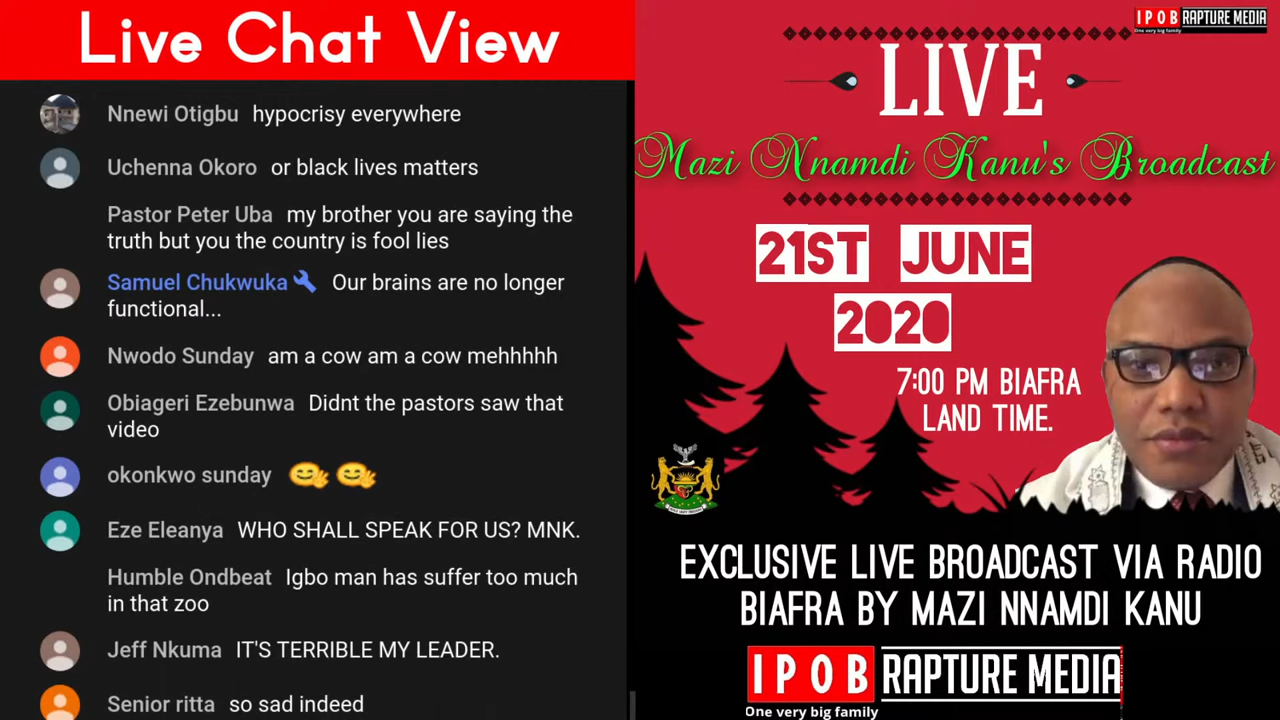 Live Chat View
Nnewi Otigbu hypocrisy everywhere
Uchenna Okoro or black lives matters
Pastor Peter Uba my brother you are saying the
truth but you the country is fool lies
Samuel Chukwuka Our brains are no longer
functional...
Nwodo Sunday am a cow am a cow mehhhhh
Obiageri Ezebunwa Didnt the pastors saw that
video
okonkwo sunday
Eze Eleanya WHO SHALL SPEAK FOR US? MNK.
Humble Ondbeat Igbo man has suffer too much
in that zoo
Jeff Nkuma IT'S TERRIBLE MY LEADER.
Senior ritta so sad indeed
IPOB RAPTURE MEDIA
One very big family
LIVE
Mazi Nnamdi Kanu's Broadcast
21ST JUNE
2020
7:00 PM BIAFRA
LAND TIME.
EXCLUSIVE LIVE BROADCAST VIA RADIO
BIAFRA BY MAZI NNAMDI KANU
IPOB RAPTURE MEDIA
One very big family